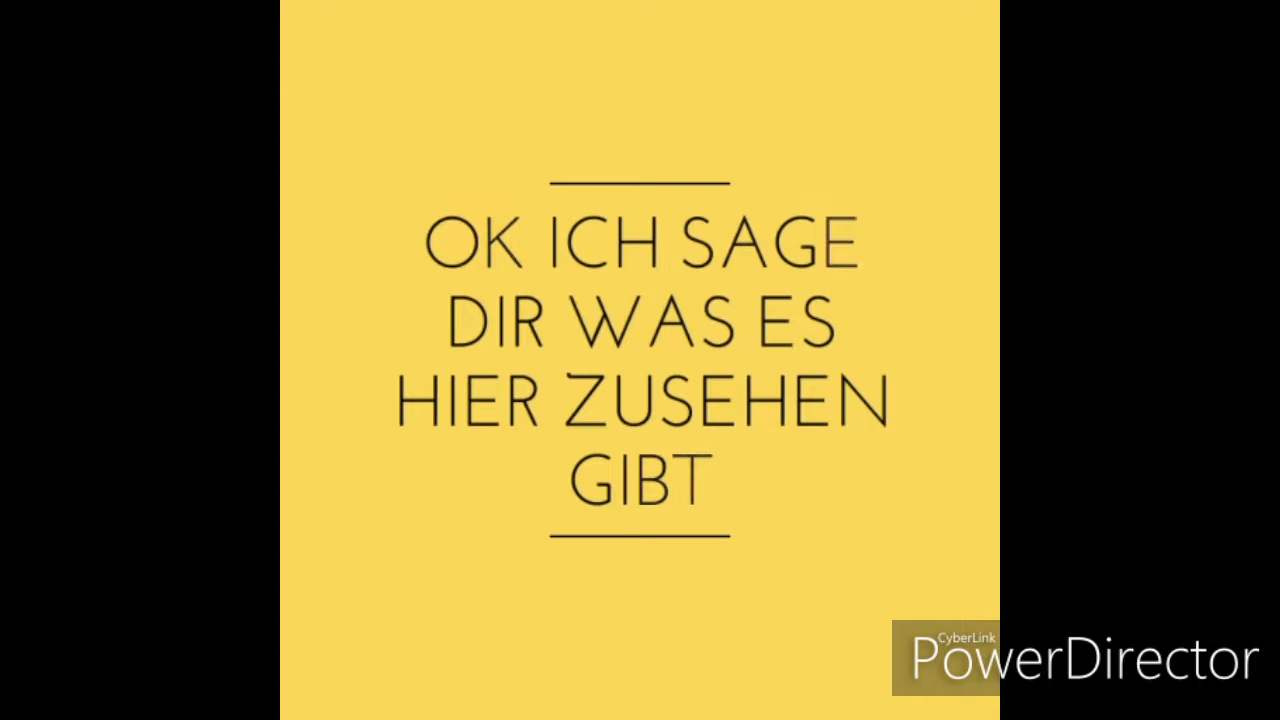 OK ICH SAGE
DIR WAS ES
HIER ZUSEHEN
GIBT
CyberLink
PowerDirector